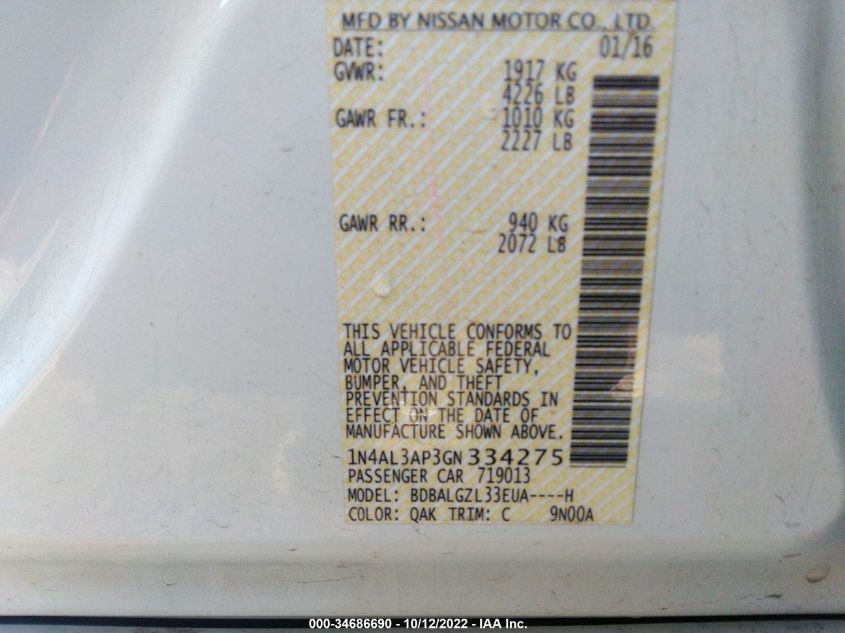 MFD BY NISSAN MOTOR CO., LTD.
DATE: 01/16
GVWR: 1917 KG
4226 LB
GAWR FR.: 1010 KG
2227 LB
GAWR RR.: 940 KG
2072 LB
THIS VEHICLE CONFORMS TO
ALL APPLICABLE FEDERAL
MOTOR VEHICLE SAFETY,
BUMPER, AND THEFT
PREVENTION STANDARDS IN
EFFECT ON THE DATE OF
MANUFACTURE SHOWN ABOVE.
1N4AL3AP3GN 334275
PASSENGER CAR 719013
MODEL: BDBALGZL33EUA----H
COLOR: QAK TRIM: C 9N00A
000-34686690 - 10/12/2022 - IAA Inc.